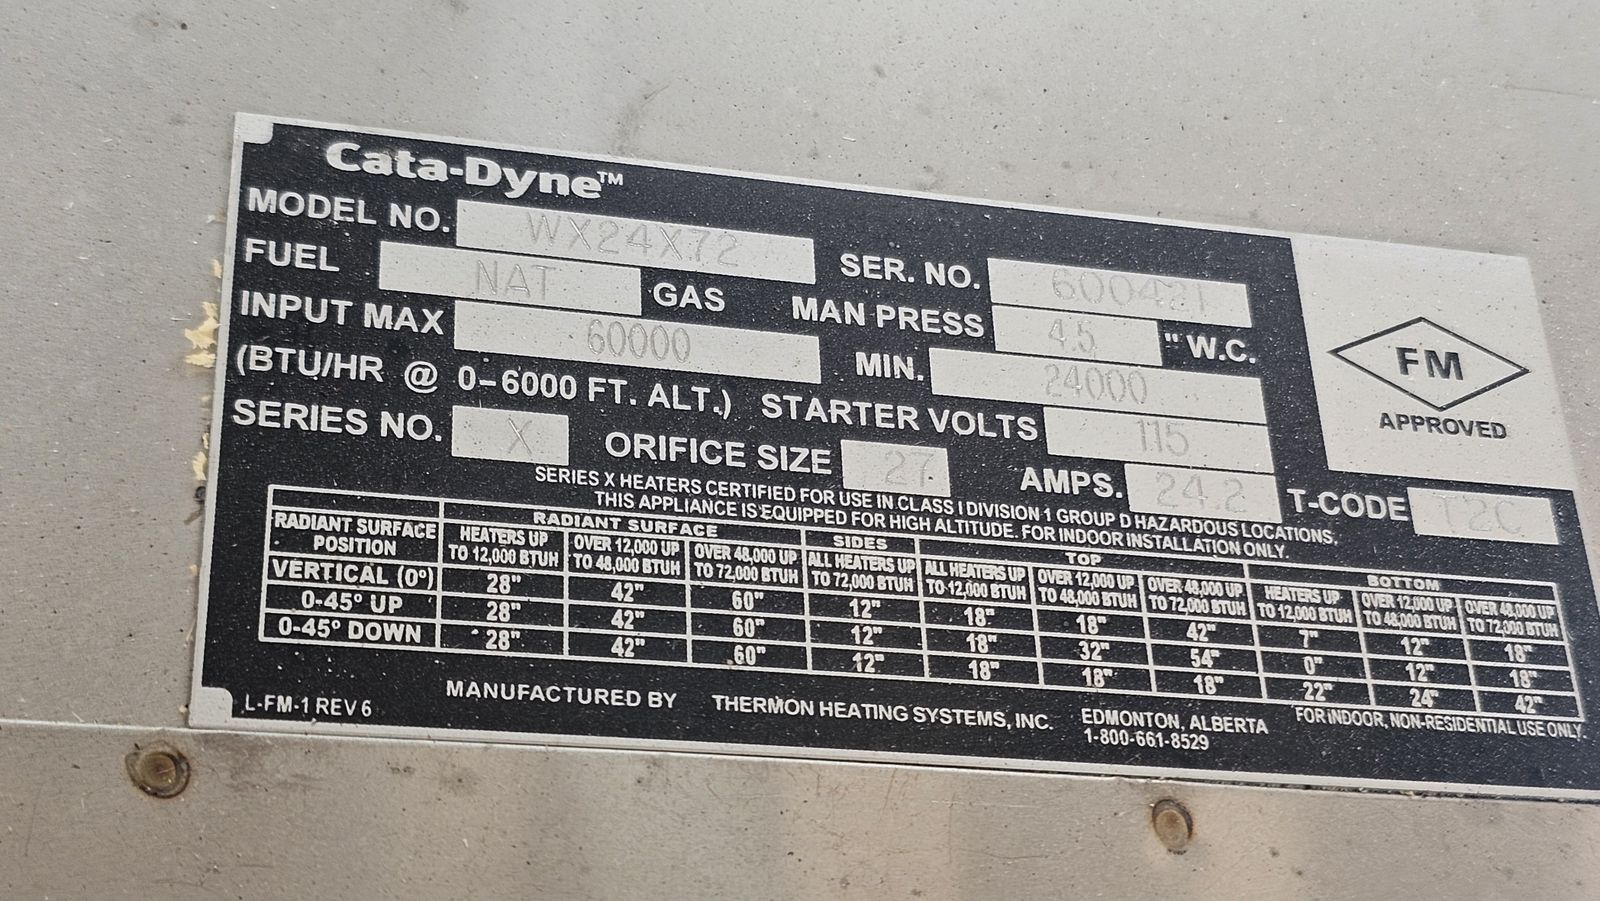 Cata-Dyne™
MODEL NO. WX24X72 SER. NO. 600421
FUEL NAT GAS MAN PRESS 4.5 " W.C.
INPUT MAX 60000 MIN. 24000
(BTU/HR @ 0-6000 FT. ALT.) STARTER VOLTS 115
SERIES NO. X ORIFICE SIZE 27 AMPS. 24.2 T-CODE T2C
FM
APPROVED
SERIES X HEATERS CERTIFIED FOR USE IN CLASS I DIVISION 1 GROUP D HAZARDOUS LOCATIONS.
THIS APPLIANCE IS EQUIPPED FOR HIGH ALTITUDE. FOR INDOOR INSTALLATION ONLY.
RADIANT SURFACE POSITION RADIANT SURFACE SIDES TOP BOTTOM
HEATERS UP TO 12,000 BTUH OVER 12,000 UP TO 48,000 BTUH OVER 48,000 UP TO 72,000 BTUH ALL HEATERS UP TO 72,000 BTUH ALL HEATERS UP TO 12,000 BTUH OVER 12,000 UP TO 48,000 BTUH OVER 48,000 UP TO 72,000 BTUH HEATERS UP TO 12,000 BTUH OVER 12,000 UP TO 48,000 BTUH OVER 48,000 UP TO 72,000 BTUH
VERTICAL (0°) 28" 42" 60" 12" 18" 18" 42" 7" 12" 18"
0-45° UP 28" 42" 60" 12" 18" 32" 54" 0" 12" 18"
0-45° DOWN 28" 42" 60" 12" 18" 18" 18" 22" 24" 42"
L-FM-1 REV 6 MANUFACTURED BY THERMON HEATING SYSTEMS, INC. EDMONTON, ALBERTA FOR INDOOR, NON-RESIDENTIAL USE ONLY.
1-800-661-8529